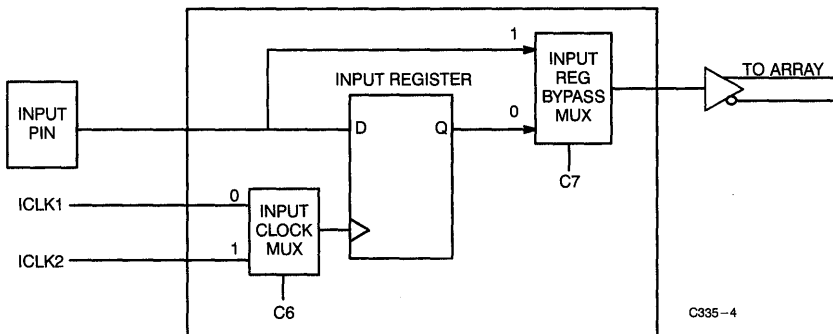 1
INPUT
REG
BYPASS
MUX
TO ARRAY
INPUT REGISTER
INPUT
PIN
D
Q
0
C7
ICLK1
0
INPUT
CLOCK
MUX
ICLK2
1
C6
C335-4